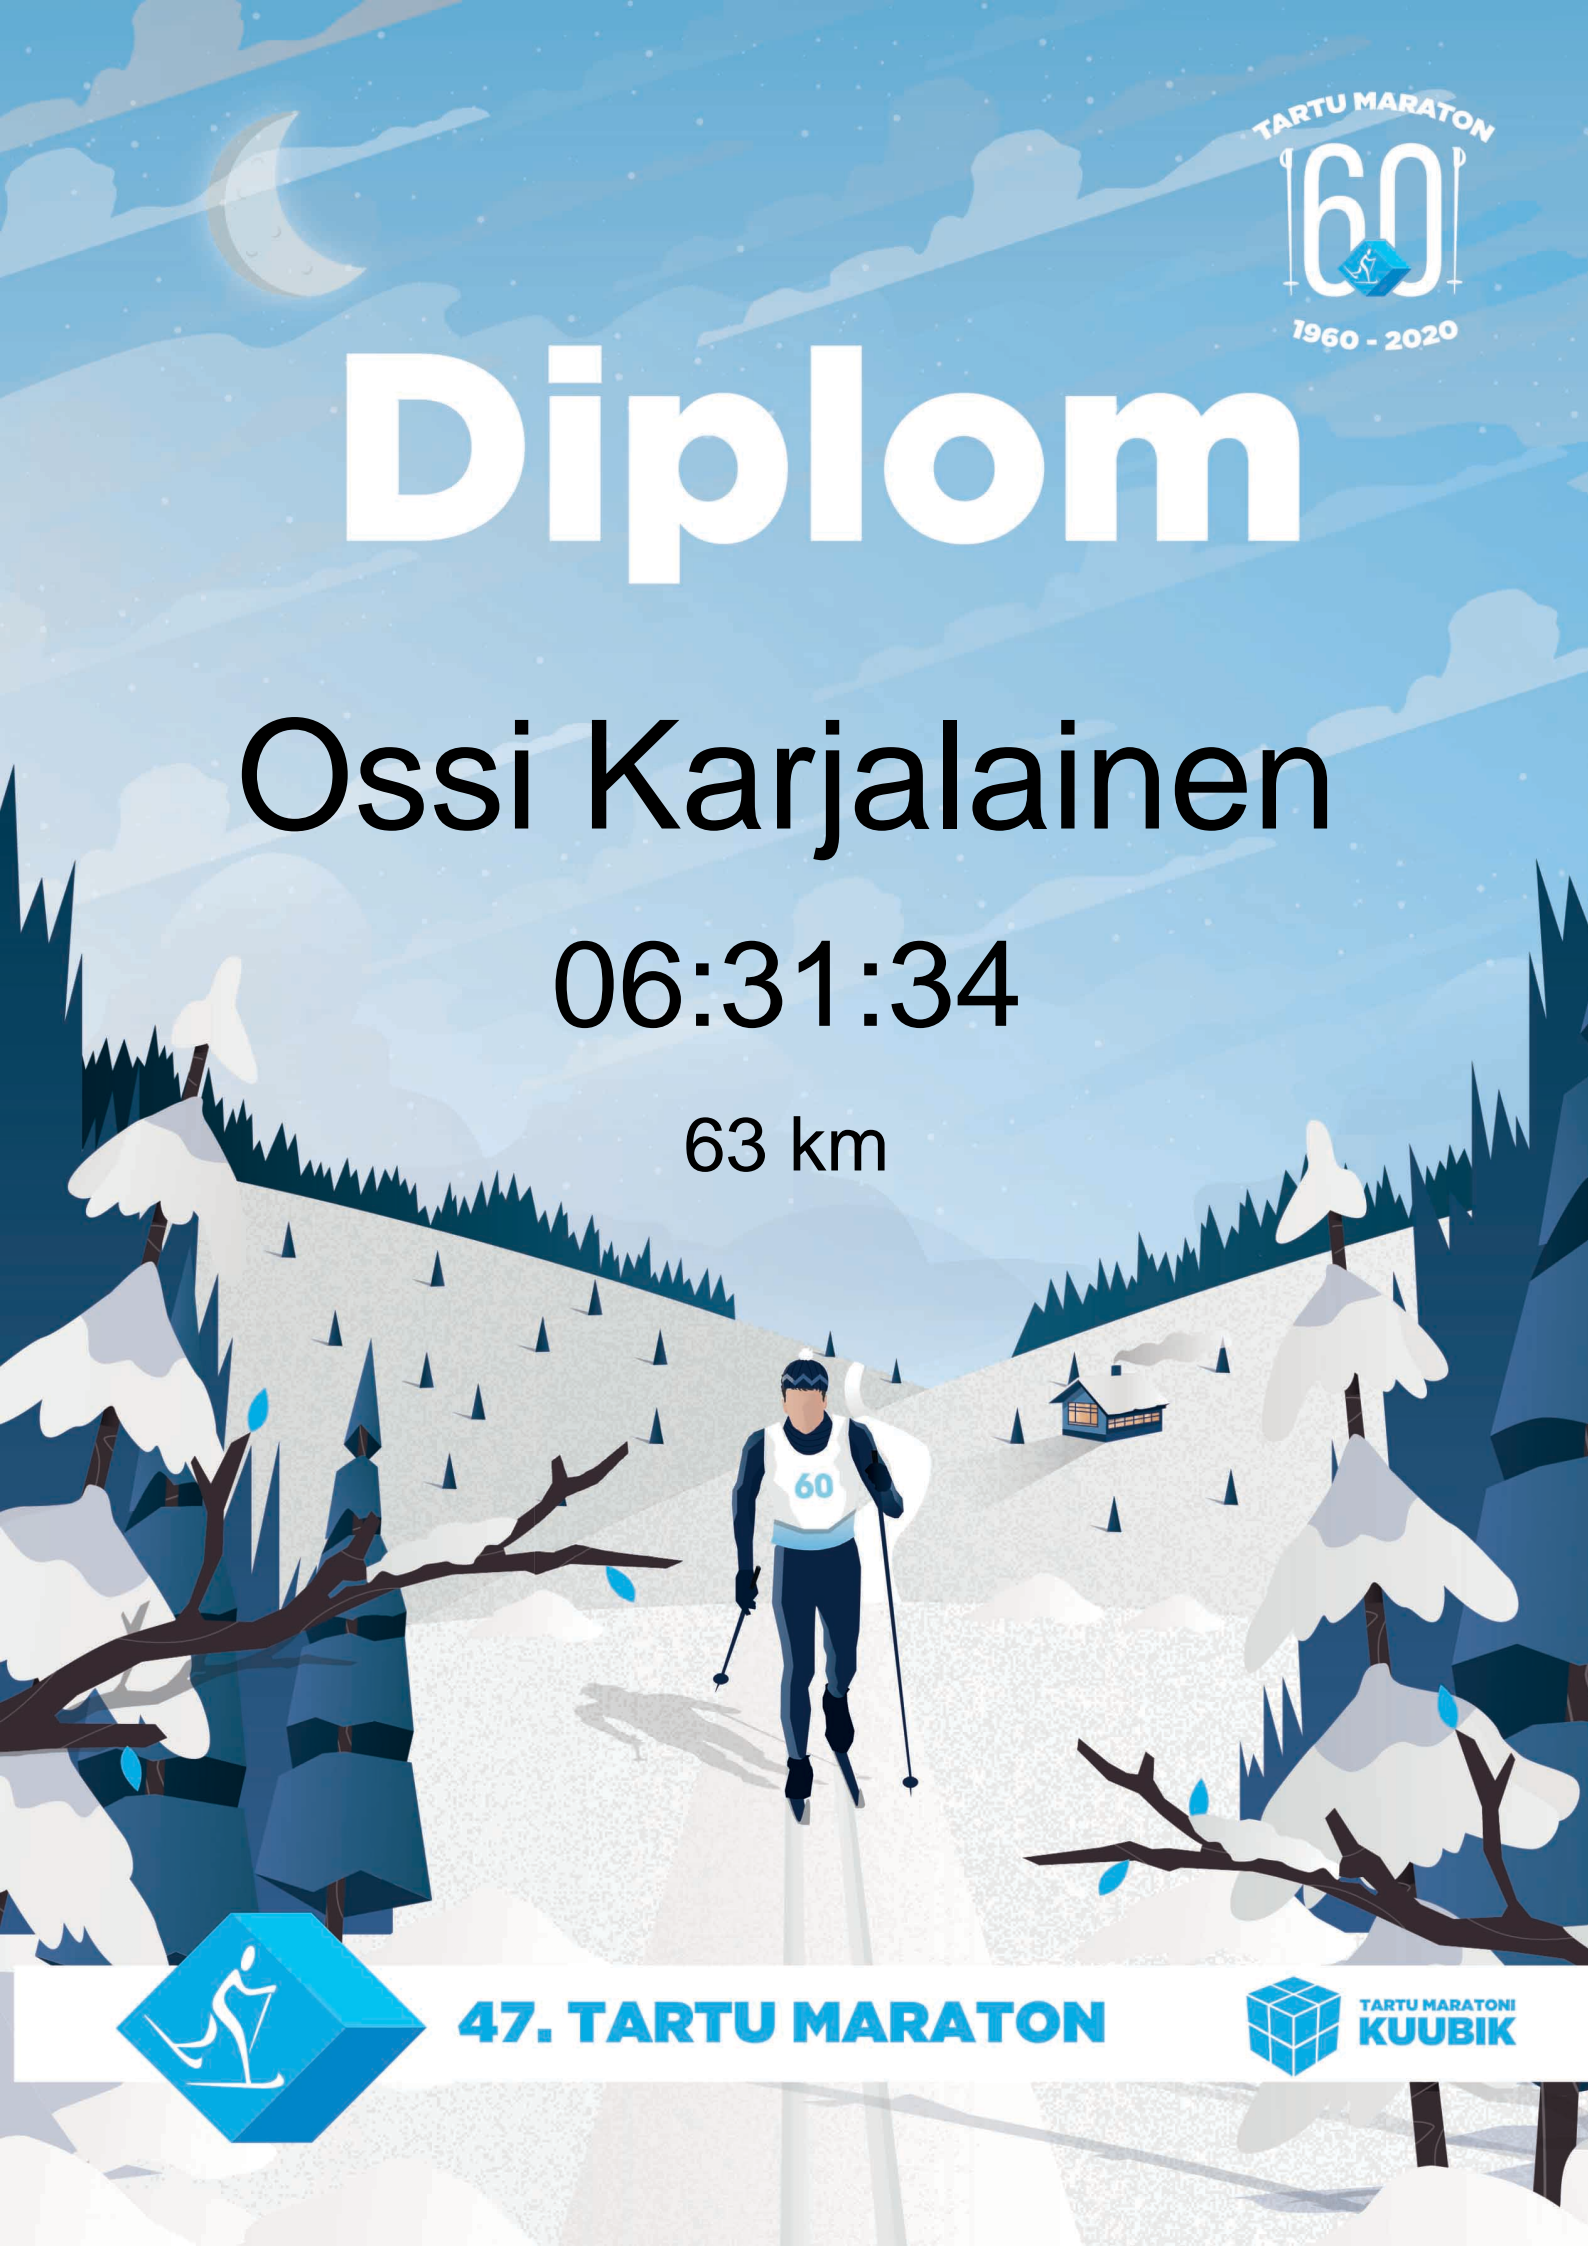 TARTU MARATON
60
1960 - 2020
Diplom
Ossi Karjalainen
06:31:34
63 km
60
47. TARTU MARATON
TARTU MARATONI
KUUBIK